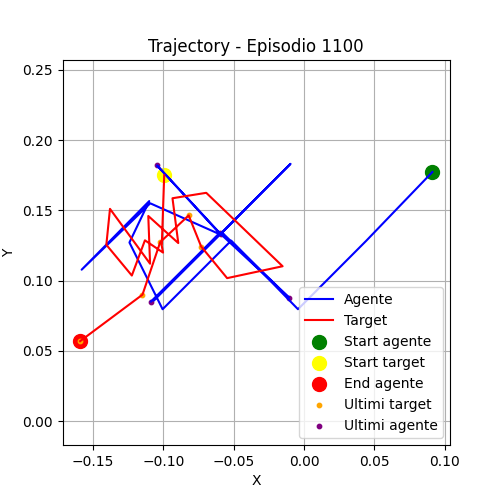 Trajectory - Episodio 1100
0.25
0.20
0.15
0.10
0.05
0.00
Y
−0.15
−0.10
−0.05
0.00
0.05
0.10
X
Agente
Target
Start agente
Start target
End agente
Ultimi target
Ultimi agente